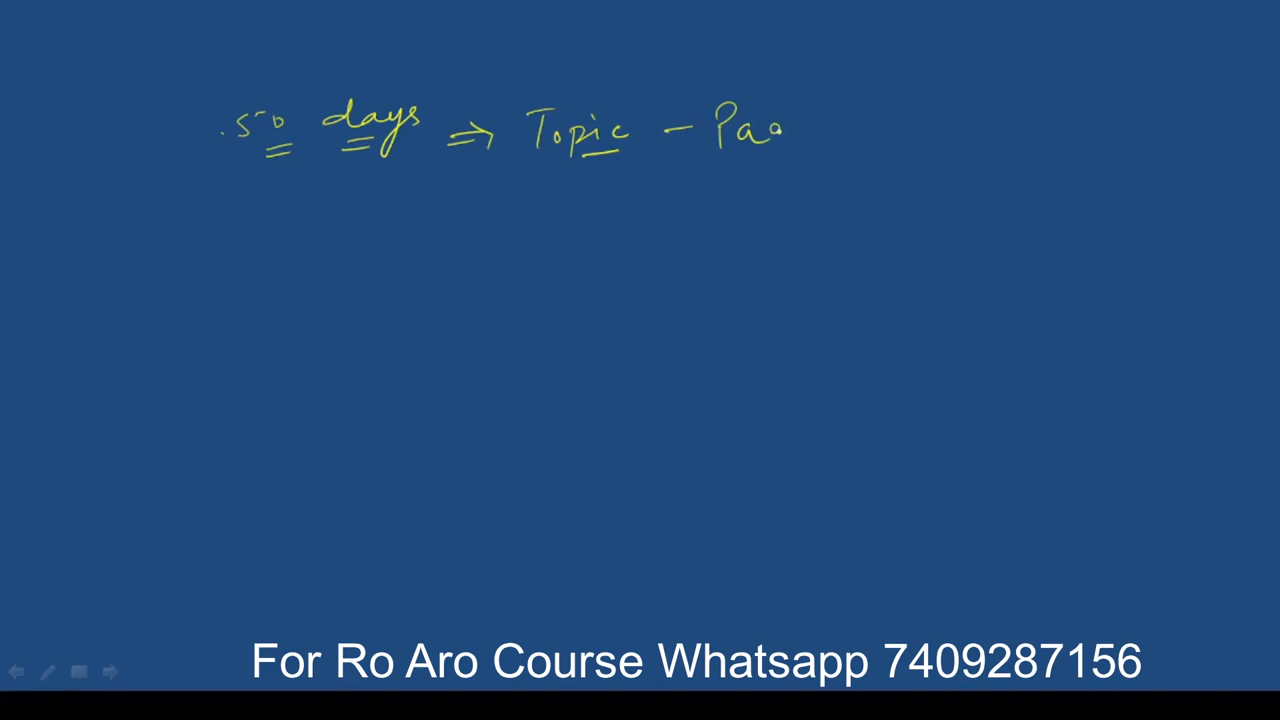 50 days ⇒ Topic - Pa
For Ro Aro Course Whatsapp 7409287156